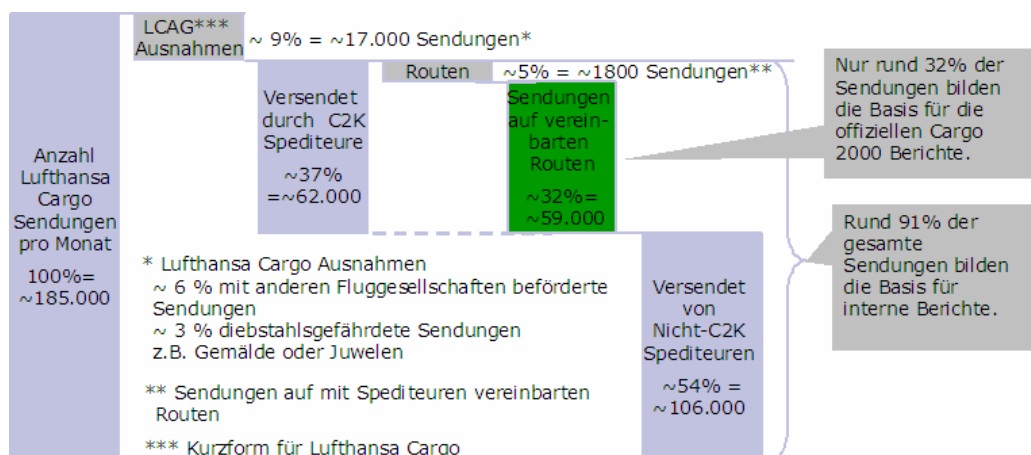 LCAG***
Ausnahmen
~ 9% = ~17.000 Sendungen*
Routen
~5% = ~1800 Sendungen**
Versendet
durch C2K
Spediteure
~37%
=~62.000
Sendungen
auf verein-
barten
Routen
~32%=
~59.000
Nur rund 32% der
Sendungen bilden
die Basis für die
offiziellen Cargo
2000 Berichte.
Anzahl
Lufthansa
Cargo
Sendungen
pro Monat
100%=
~185.000
Rund 91% der
gesamte
Sendungen bilden
die Basis für
interne Berichte.
* Lufthansa Cargo Ausnahmen
~ 6 % mit anderen Fluggesellschaften beförderte
Sendungen
~ 3 % diebstahlsgefährdete Sendungen
z.B. Gemälde oder Juwelen
Versendet
von
Nicht-C2K
Spediteuren
~54% =
~106.000
** Sendungen auf mit Spediteuren vereinbarten
Routen
*** Kurzform für Lufthansa Cargo